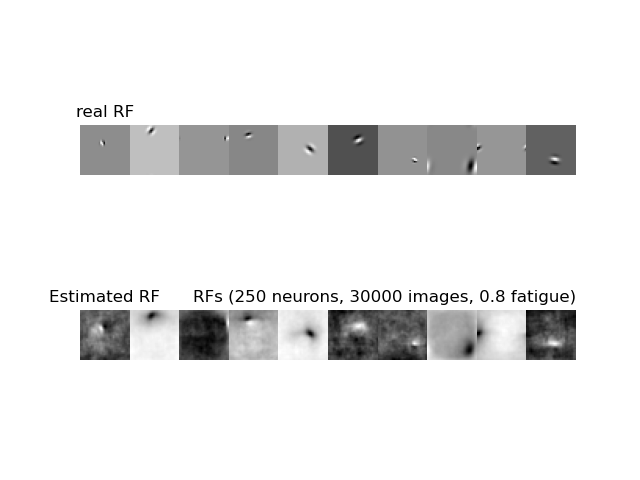 real RF
Estimated RF
RFs (250 neurons, 30000 images, 0.8 fatigue)